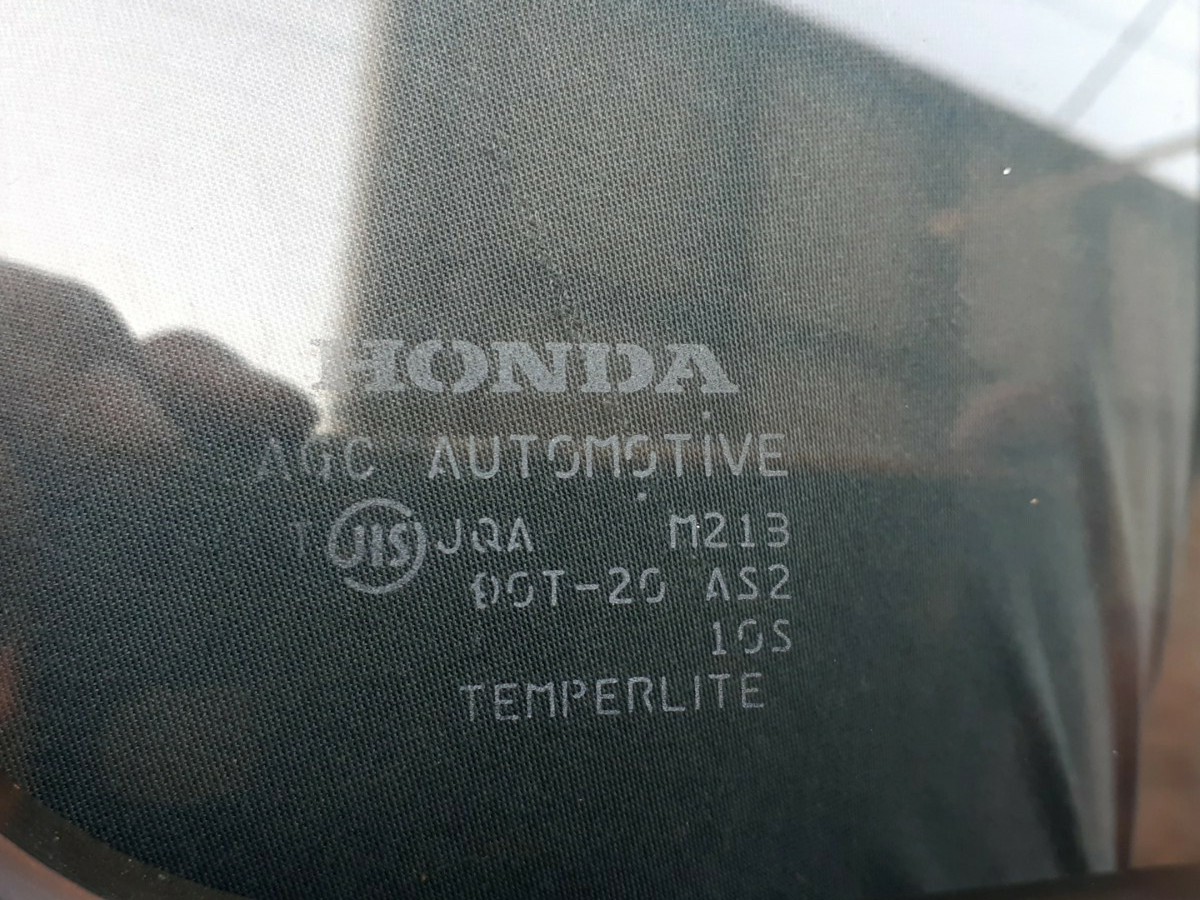 HONDA
AGC AUTOMOTIVE
JIS JQA M213
DOT-20 AS2
10S
TEMPERLITE